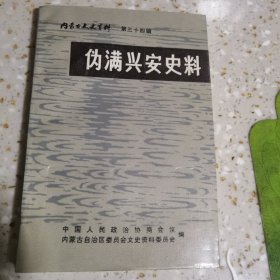 内蒙古文史资料 第三十四辑
伪满兴安史料
中国人民政治协商会议
内蒙古自治区委员会文史资料委员会 编